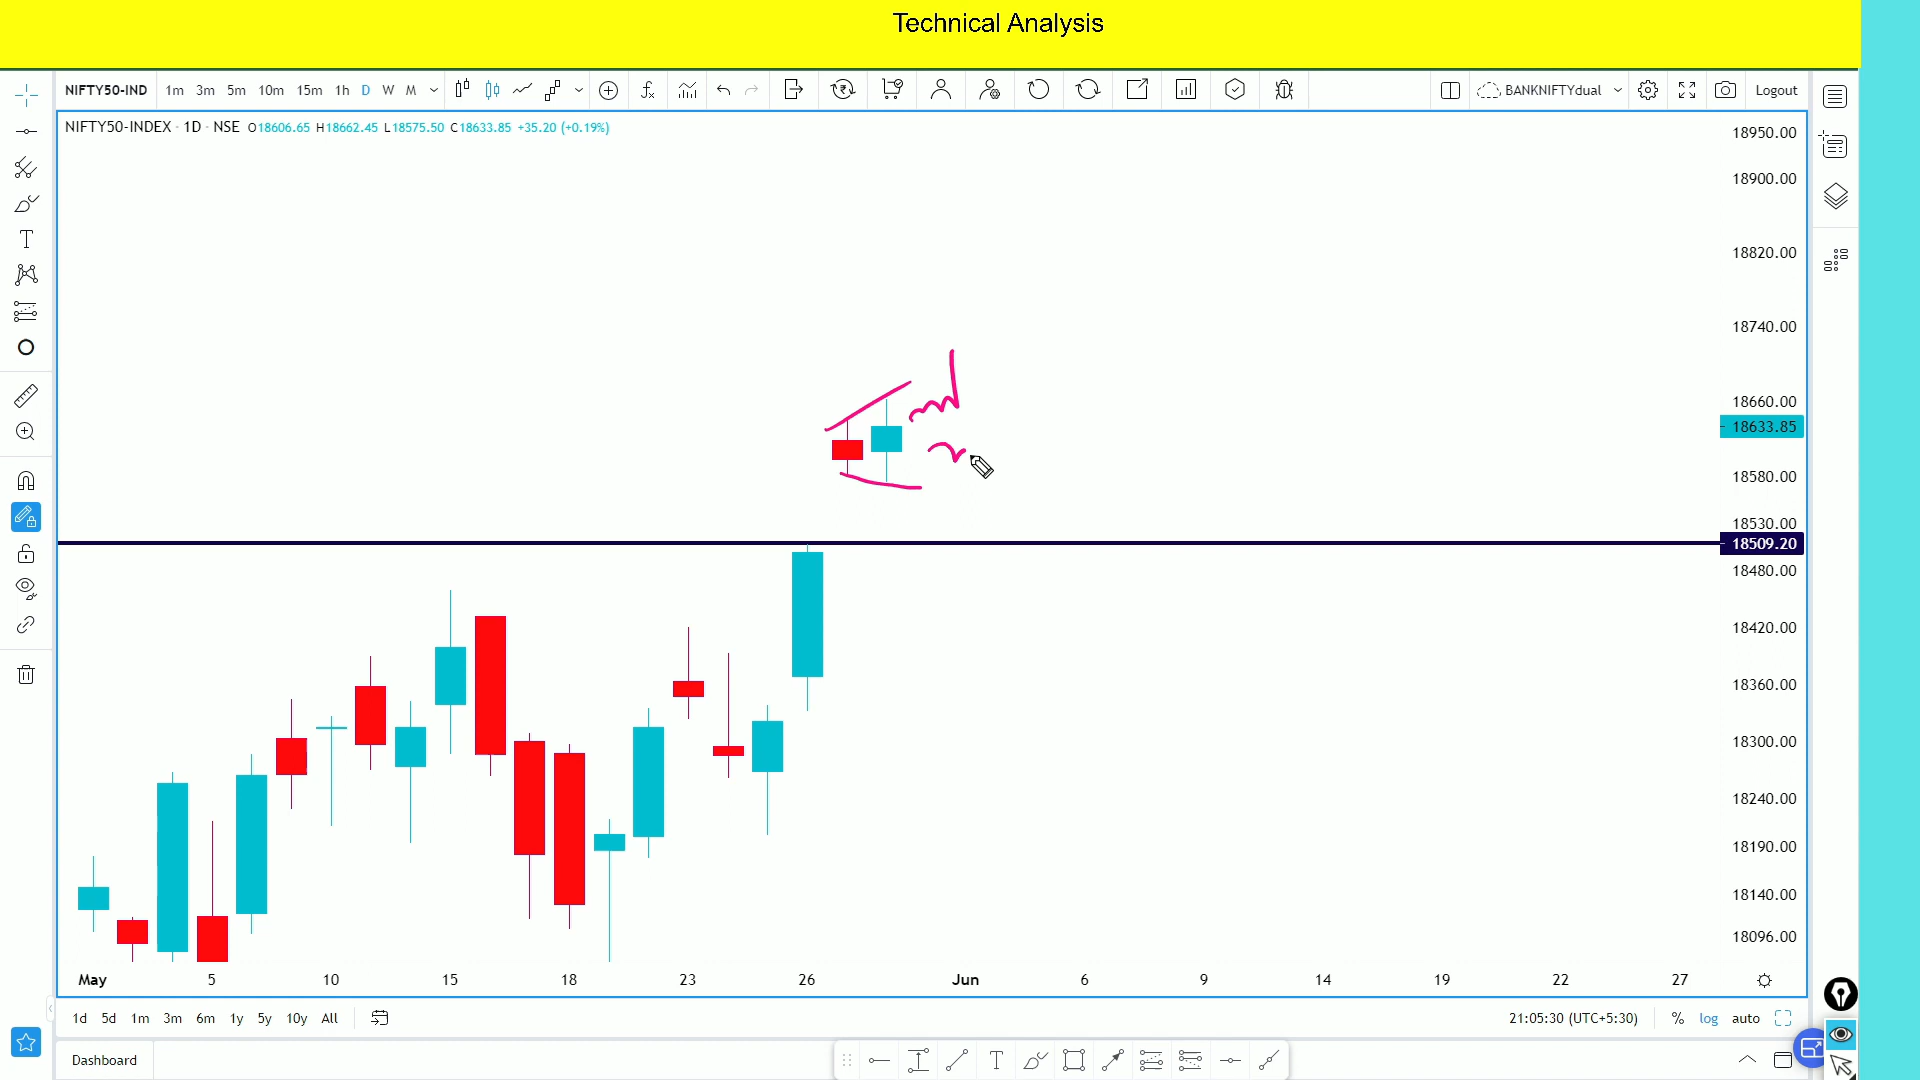 Technical Analysis
NIFTY50-IND 1m 3m 5m 10m 15m 1h D W M BANKNIFTYdual Logout
NIFTY50-INDEX · 1D · NSE O18606.65 H18662.45 L18575.50 C18633.85 +35.20 (+0.19%)
18950.00
18900.00
18820.00
18740.00
18660.00
18633.85
18580.00
18530.00
18509.20
18480.00
18420.00
18360.00
18300.00
18240.00
18190.00
18140.00
18096.00
May 5 10 15 18 23 26 Jun 6 9 14 19 22 27
1d 5d 1m 3m 6m 1y 5y 10y All 21:05:30 (UTC+5:30) % log auto
Dashboard